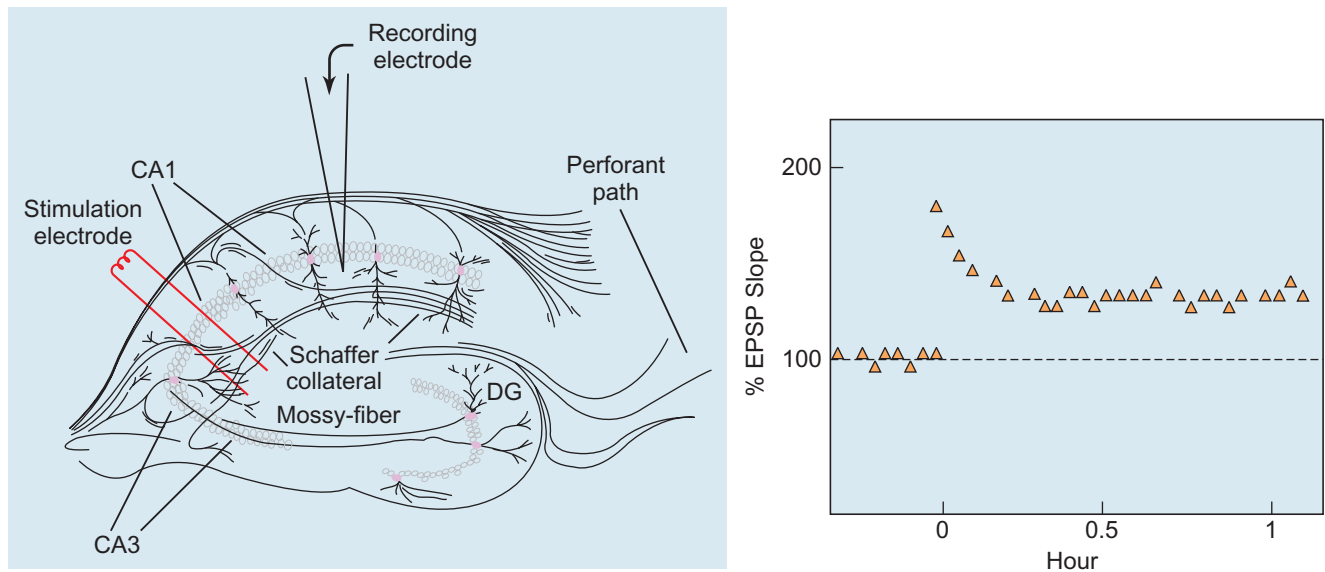 Recording
electrode
CA1
Perforant
path
Stimulation
electrode
Schaffer
collateral
DG
Mossy-fiber
CA3
200
100
% EPSP Slope
0
0.5
1
Hour